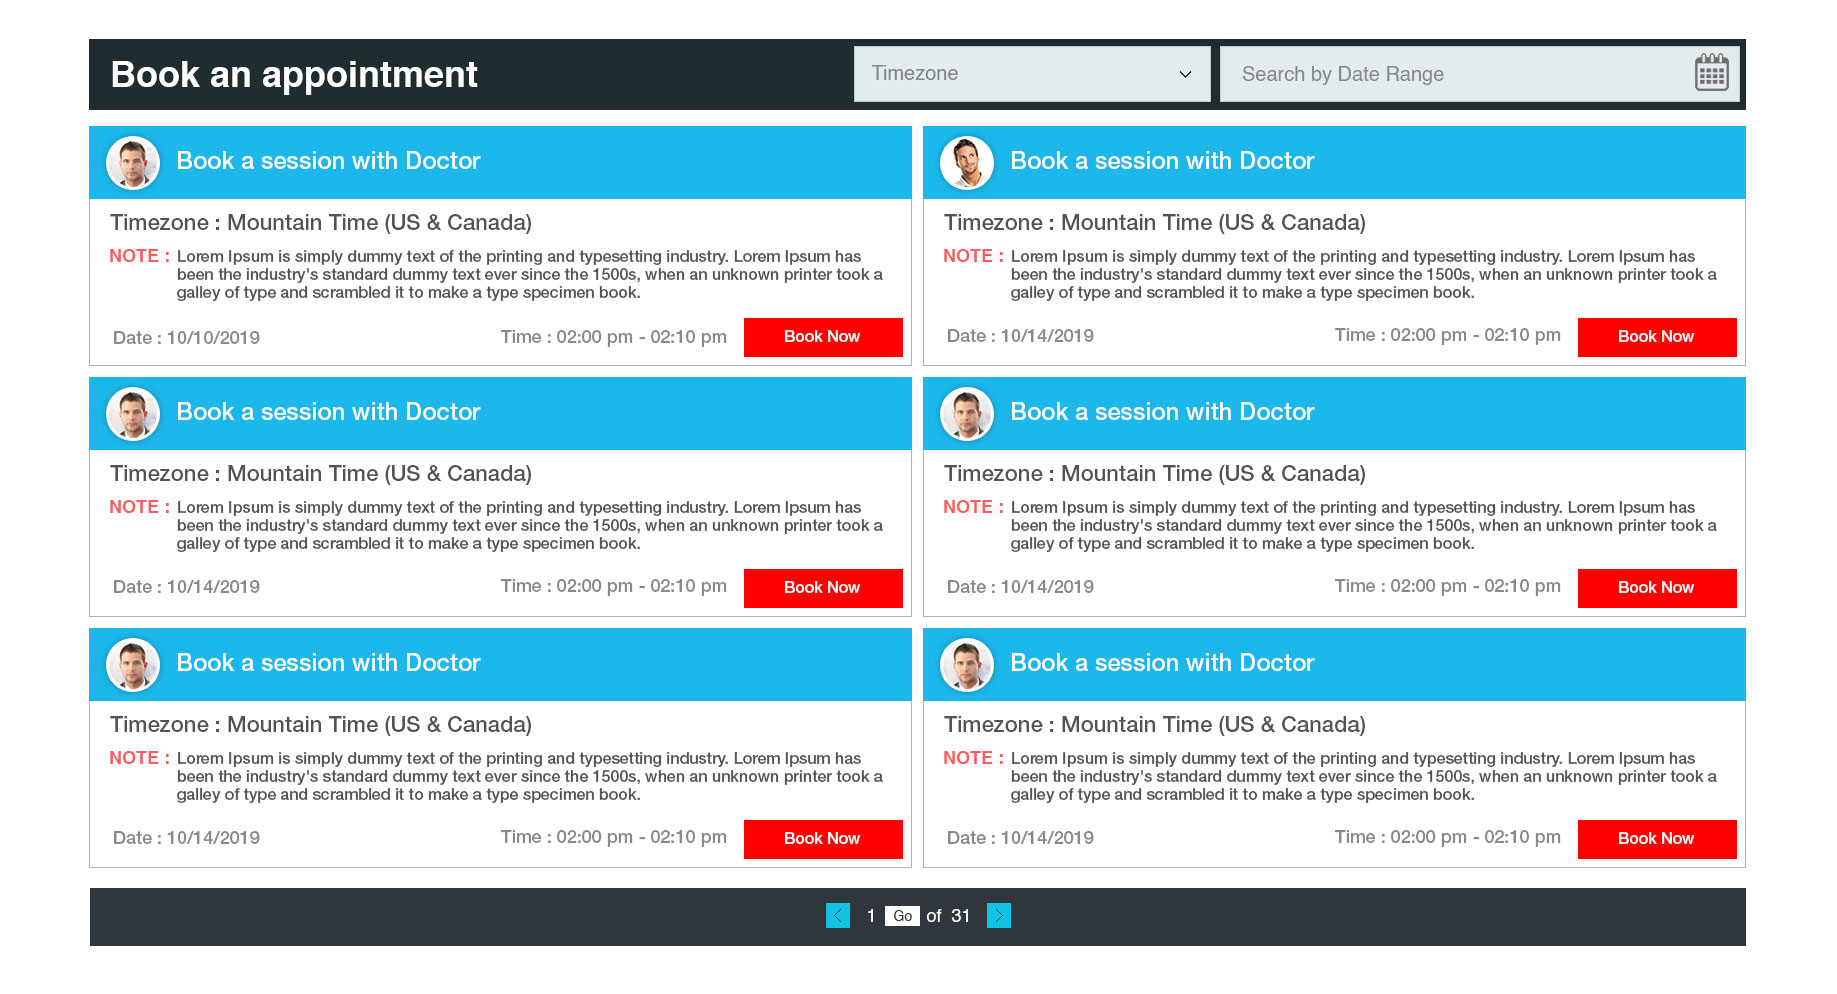 Book an appointment
Timezone
Search by Date Range
Book a session with Doctor
Timezone : Mountain Time (US & Canada)
NOTE : Lorem Ipsum is simply dummy text of the printing and typesetting industry. Lorem Ipsum has
been the industry's standard dummy text ever since the 1500s, when an unknown printer took a
galley of type and scrambled it to make a type specimen book.
Date : 10/10/2019
Time : 02:00 pm - 02:10 pm
Book Now
Book a session with Doctor
Timezone : Mountain Time (US & Canada)
NOTE : Lorem Ipsum is simply dummy text of the printing and typesetting industry. Lorem Ipsum has
been the industry's standard dummy text ever since the 1500s, when an unknown printer took a
galley of type and scrambled it to make a type specimen book.
Date : 10/14/2019
Time : 02:00 pm - 02:10 pm
Book Now
Book a session with Doctor
Timezone : Mountain Time (US & Canada)
NOTE : Lorem Ipsum is simply dummy text of the printing and typesetting industry. Lorem Ipsum has
been the industry's standard dummy text ever since the 1500s, when an unknown printer took a
galley of type and scrambled it to make a type specimen book.
Date : 10/14/2019
Time : 02:00 pm - 02:10 pm
Book Now
Book a session with Doctor
Timezone : Mountain Time (US & Canada)
NOTE : Lorem Ipsum is simply dummy text of the printing and typesetting industry. Lorem Ipsum has
been the industry's standard dummy text ever since the 1500s, when an unknown printer took a
galley of type and scrambled it to make a type specimen book.
Date : 10/14/2019
Time : 02:00 pm - 02:10 pm
Book Now
Book a session with Doctor
Timezone : Mountain Time (US & Canada)
NOTE : Lorem Ipsum is simply dummy text of the printing and typesetting industry. Lorem Ipsum has
been the industry's standard dummy text ever since the 1500s, when an unknown printer took a
galley of type and scrambled it to make a type specimen book.
Date : 10/14/2019
Time : 02:00 pm - 02:10 pm
Book Now
Book a session with Doctor
Timezone : Mountain Time (US & Canada)
NOTE : Lorem Ipsum is simply dummy text of the printing and typesetting industry. Lorem Ipsum has
been the industry's standard dummy text ever since the 1500s, when an unknown printer took a
galley of type and scrambled it to make a type specimen book.
Date : 10/14/2019
Time : 02:00 pm - 02:10 pm
Book Now
1 Go of 31